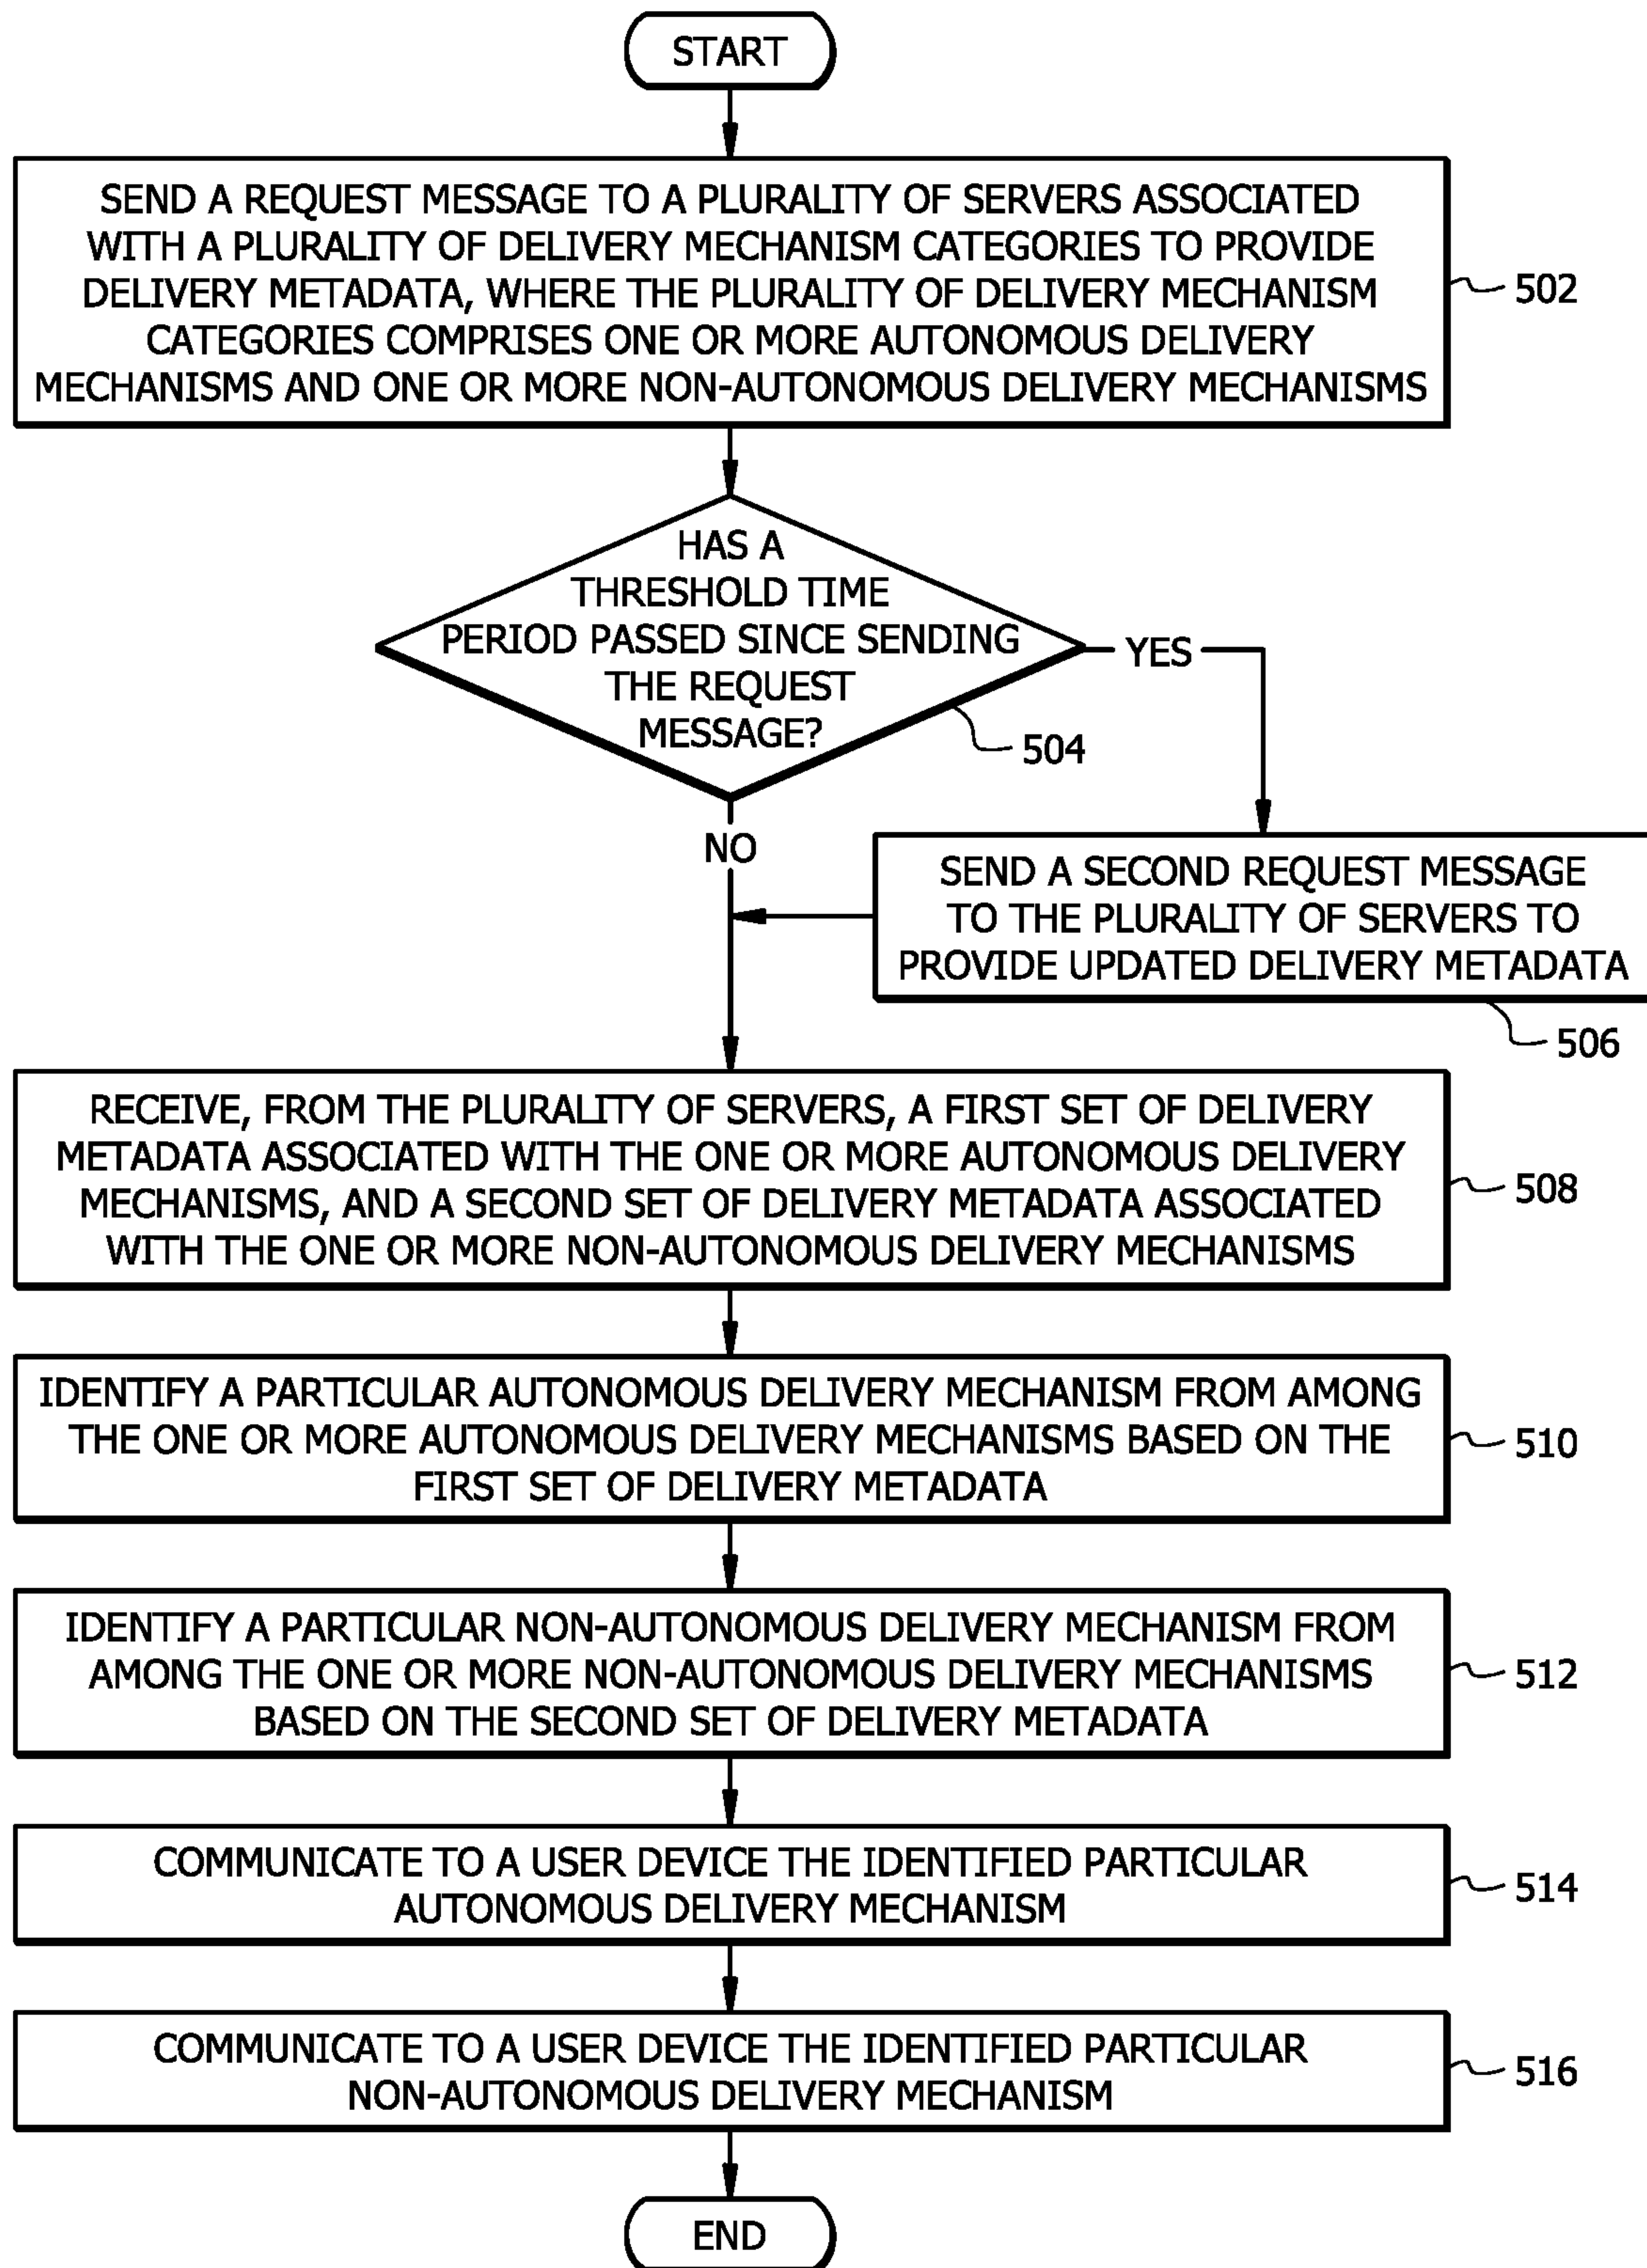 START
SEND A REQUEST MESSAGE TO A PLURALITY OF SERVERS ASSOCIATED
WITH A PLURALITY OF DELIVERY MECHANISM CATEGORIES TO PROVIDE
DELIVERY METADATA, WHERE THE PLURALITY OF DELIVERY MECHANISM
CATEGORIES COMPRISES ONE OR MORE AUTONOMOUS DELIVERY
MECHANISMS AND ONE OR MORE NON-AUTONOMOUS DELIVERY MECHANISMS
502
HAS A
THRESHOLD TIME
PERIOD PASSED SINCE SENDING
THE REQUEST
MESSAGE?
YES
504
NO
SEND A SECOND REQUEST MESSAGE
TO THE PLURALITY OF SERVERS TO
PROVIDE UPDATED DELIVERY METADATA
506
RECEIVE, FROM THE PLURALITY OF SERVERS, A FIRST SET OF DELIVERY
METADATA ASSOCIATED WITH THE ONE OR MORE AUTONOMOUS DELIVERY
MECHANISMS, AND A SECOND SET OF DELIVERY METADATA ASSOCIATED
WITH THE ONE OR MORE NON-AUTONOMOUS DELIVERY MECHANISMS
508
IDENTIFY A PARTICULAR AUTONOMOUS DELIVERY MECHANISM FROM AMONG
THE ONE OR MORE AUTONOMOUS DELIVERY MECHANISMS BASED ON THE
FIRST SET OF DELIVERY METADATA
510
IDENTIFY A PARTICULAR NON-AUTONOMOUS DELIVERY MECHANISM FROM
AMONG THE ONE OR MORE NON-AUTONOMOUS DELIVERY MECHANISMS
BASED ON THE SECOND SET OF DELIVERY METADATA
512
COMMUNICATE TO A USER DEVICE THE IDENTIFIED PARTICULAR
AUTONOMOUS DELIVERY MECHANISM
514
COMMUNICATE TO A USER DEVICE THE IDENTIFIED PARTICULAR
NON-AUTONOMOUS DELIVERY MECHANISM
516
END